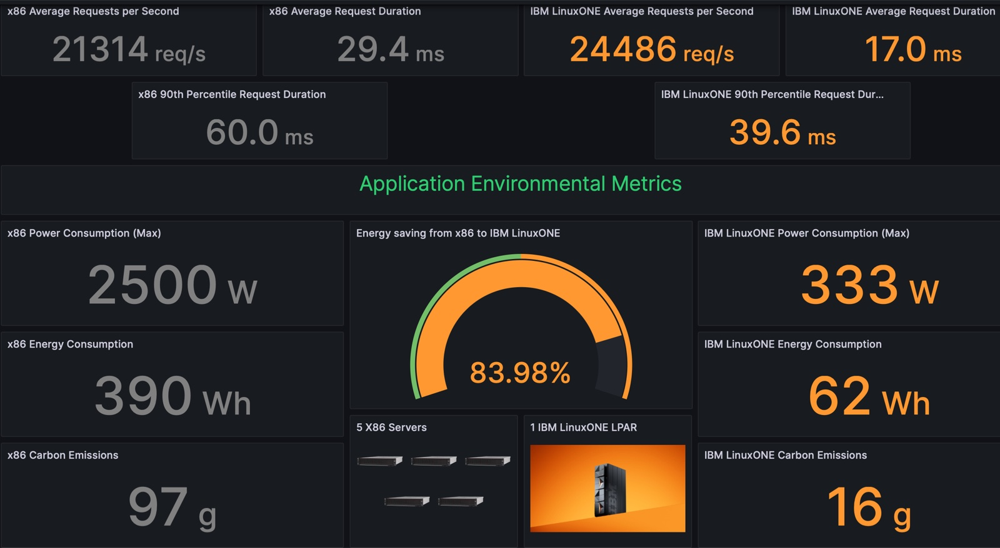 x86 Average Requests per Second
21314 req/s
x86 Average Request Duration
29.4 ms
IBM LinuxONE Average Requests per Second
24486 req/s
IBM LinuxONE Average Request Duration
17.0 ms
x86 90th Percentile Request Duration
60.0 ms
IBM LinuxONE 90th Percentile Request Dur...
39.6 ms
Application Environmental Metrics
x86 Power Consumption (Max)
2500 W
Energy saving from x86 to IBM LinuxONE
83.98%
IBM LinuxONE Power Consumption (Max)
333 W
x86 Energy Consumption
390 Wh
IBM LinuxONE Energy Consumption
62 Wh
5 X86 Servers
1 IBM LinuxONE LPAR
IBM
x86 Carbon Emissions
97 g
IBM LinuxONE Carbon Emissions
16 g